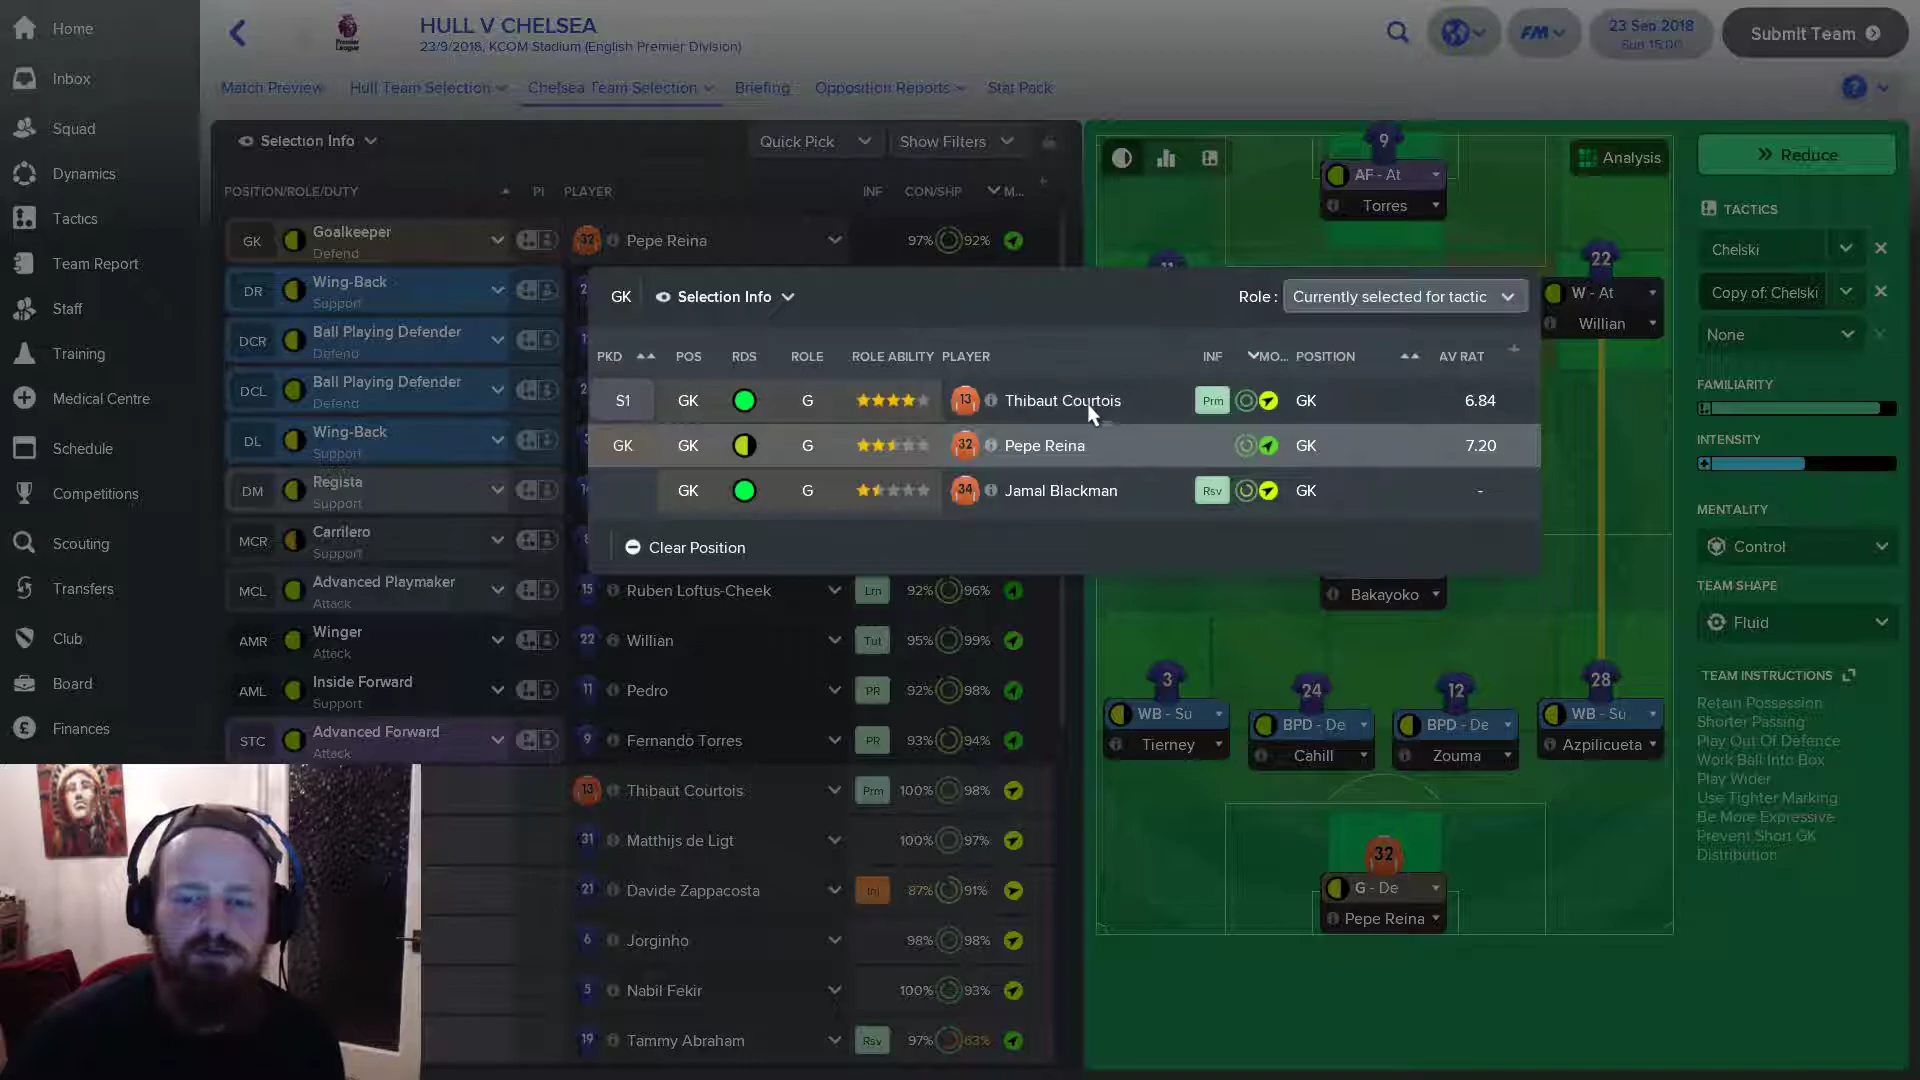 Home
Inbox
Squad
Dynamics
Tactics
Team Report
Staff
Training
Medical Centre
Schedule
Competitions
Scouting
Transfers
Club
Board
Finances
HULL V CHELSEA
23/9/2018, KCOM Stadium (English Premier Division)
FM
23 Sep 2018
Sun 15:00
Submit Team
Match Preview Hull Team Selection Chelsea Team Selection Briefing Opposition Reports Stat Pack
Selection Info Quick Pick Show Filters
POSITION/ROLE/DUTY PI PLAYER INF CON/SHP M...
GK Goalkeeper Defend 32 Pepe Reina 97% 92%
DR Wing-Back Support
DCR Ball Playing Defender Defend
DCL Ball Playing Defender Defend
DL Wing-Back Support
DM Regista Support
MCR Carrilero Support
MCL Advanced Playmaker Attack 15 Ruben Loftus-Cheek Lrn 92% 96%
AMR Winger Attack 22 Willian Tut 95% 99%
AML Inside Forward Support 11 Pedro PR 92% 98%
STC Advanced Forward Attack 9 Fernando Torres PR 93% 94%
13 Thibaut Courtois Prm 100% 98%
31 Matthijs de Ligt 100% 97%
21 Davide Zappacosta Inj 87% 91%
6 Jorginho 98% 98%
5 Nabil Fekir 100% 93%
19 Tammy Abraham Rsv 97% 63%
GK Selection Info Role : Currently selected for tactic
PKD POS RDS ROLE ROLE ABILITY PLAYER INF MO... POSITION AV RAT
S1 GK G 13 Thibaut Courtois Prm GK 6.84
GK GK G 32 Pepe Reina GK 7.20
GK G 34 Jamal Blackman Rsv GK -
Clear Position
Analysis
9
AF - At
Torres
22
W - At
Willian
Bakayoko
3
WB - Su
Tierney
24
BPD - De
Cahill
12
BPD - De
Zouma
28
WB - Su
Azpilicueta
32
G - De
Pepe Reina
Reduce
TACTICS
Chelski
Copy of: Chelski
None
FAMILIARITY
INTENSITY
MENTALITY
Control
TEAM SHAPE
Fluid
TEAM INSTRUCTIONS
Retain Possession
Shorter Passing
Play Out Of Defence
Work Ball Into Box
Play Wider
Use Tighter Marking
Be More Expressive
Prevent Short GK
Distribution